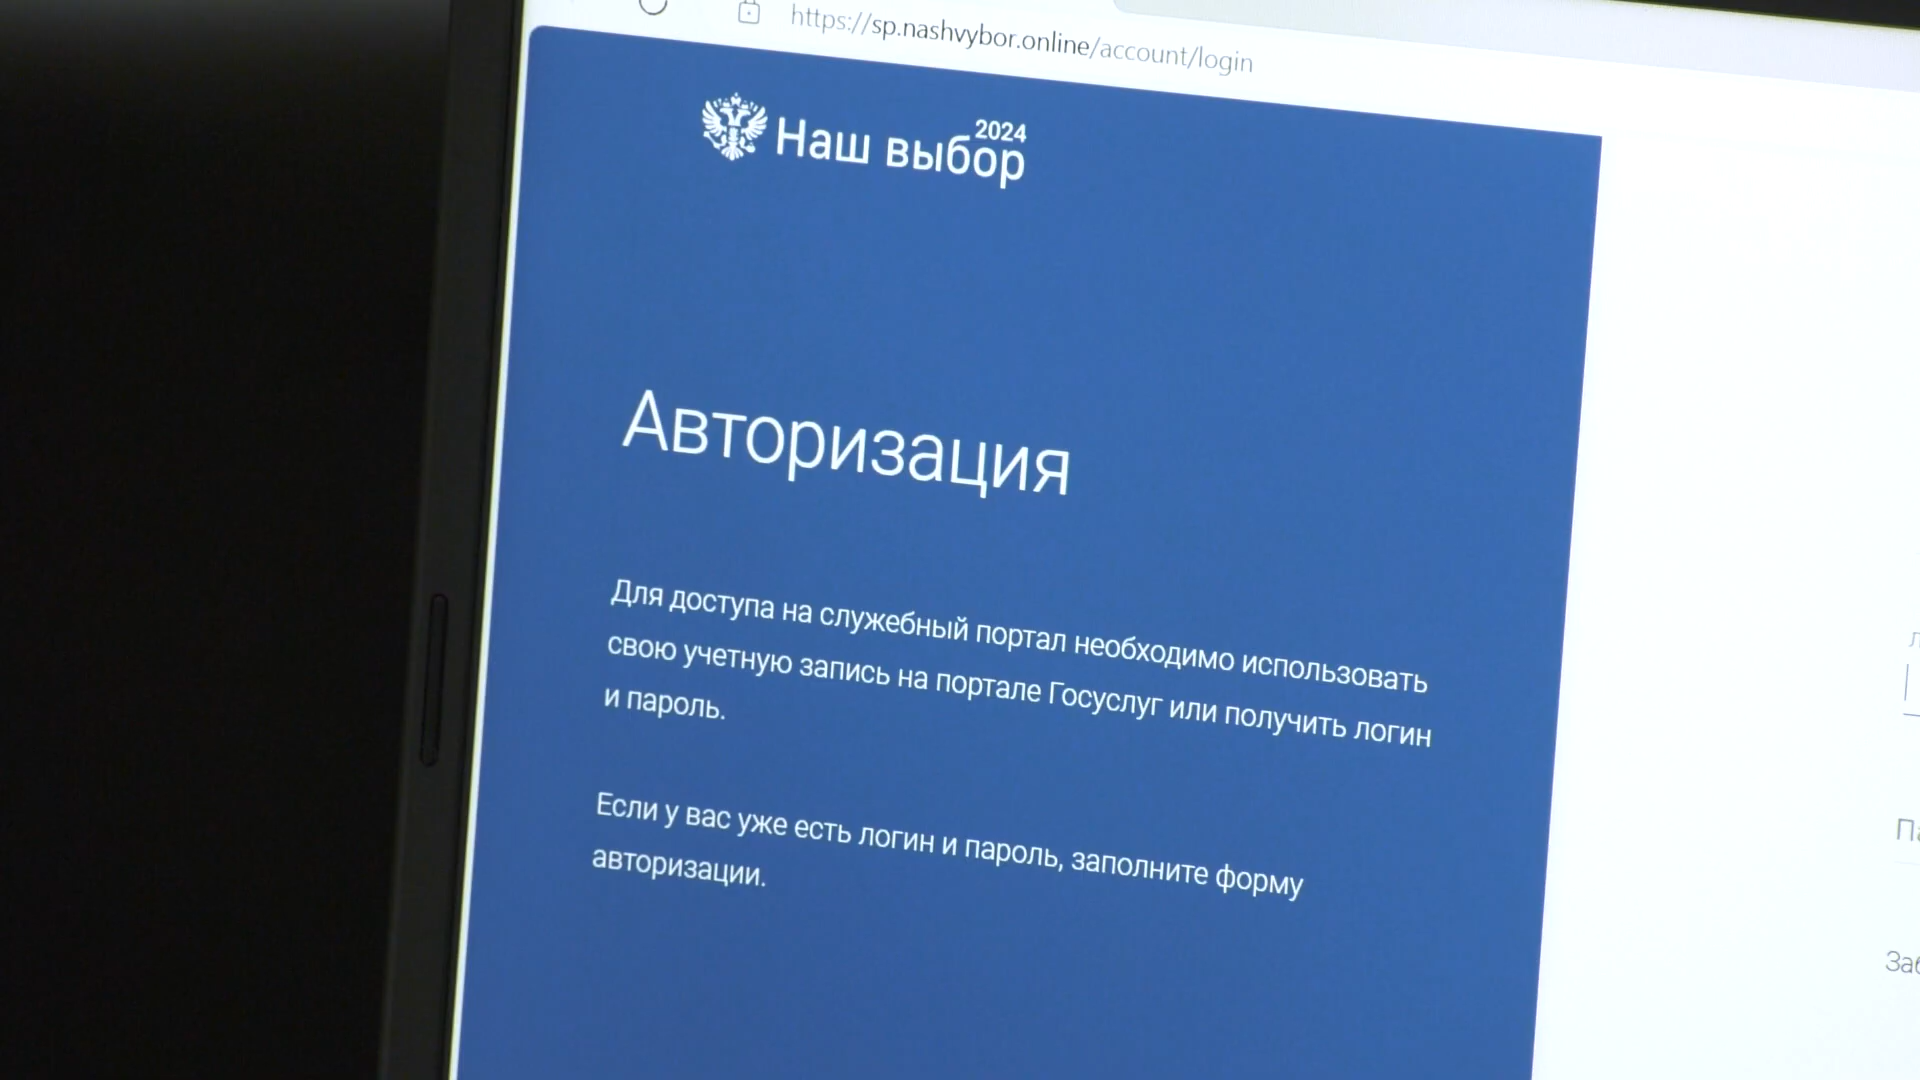 https://sp.nashvybor.online/account/login
Наш выбор 2024
Авторизация
Для доступа на служебный портал необходимо использовать
свою учетную запись на портале Госуслуг или получить логин
и пароль.
Если у вас уже есть логин и пароль, заполните форму
авторизации.